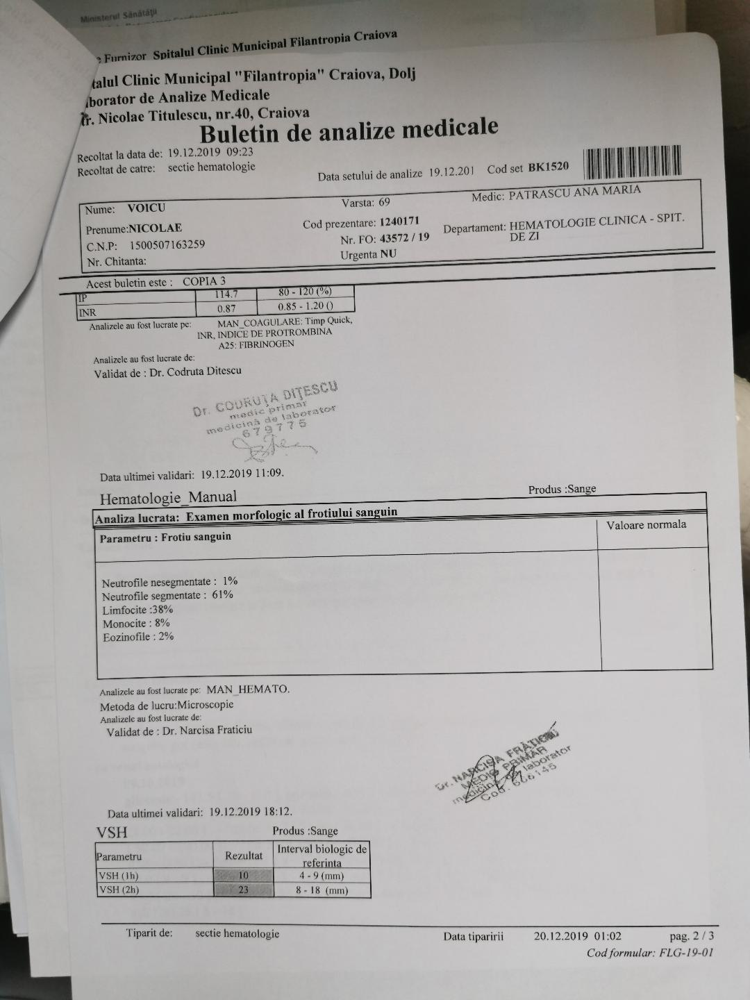 Ministerul Sănătății
Furnizor Spitalul Clinic Municipal Filantropia Craiova
talul Clinic Municipal "Filantropia" Craiova, Dolj
borator de Analize Medicale
tr. Nicolae Titulescu, nr.40, Craiova
Buletin de analize medicale
Recoltat la data de: 19.12.2019 09:23
Recoltat de catre: sectie hematologie
Data setului de analize 19.12.201 Cod set BK1520
Nume: VOICU Varsta: 69 Medic: PATRASCU ANA MARIA
Prenume:NICOLAE Cod prezentare: 1240171 Departament: HEMATOLOGIE CLINICA - SPIT. DE ZI
C.N.P: 1500507163259 Nr. FO: 43572 / 19
Nr. Chitanta: Urgenta NU
Acest buletin este : COPIA 3
IP 114.7 80 - 120 (%)
INR 0.87 0.85 - 1.20 ()
Analizele au fost lucrate pe: MAN_COAGULARE: Timp Quick,
INR, INDICE DE PROTROMBINA
A25: FIBRINOGEN
Analizele au fost lucrate de:
Validat de : Dr. Codruta Ditescu
Dr. CODRUȚA DIȚESCU
medic primar
medicină de laborator
679775
Data ultimei validari: 19.12.2019 11:09.
Hematologie_Manual Produs :Sange
Analiza lucrata: Examen morfologic al frotiului sanguin
Parametru : Frotiu sanguin Valoare normala
Neutrofile nesegmentate : 1%
Neutrofile segmentate : 61%
Limfocite :38%
Monocite : 8%
Eozinofile : 2%
Analizele au fost lucrate pe: MAN_HEMATO.
Metoda de lucru:Microscopie
Analizele au fost lucrate de:
Validat de : Dr. Narcisa Fraticiu
Dr. NARCISA FRĂTICIU
MEDIC PRIMAR
medicină de laborator
Cod. 666145
Data ultimei validari: 19.12.2019 18:12.
VSH Produs :Sange
Parametru Rezultat Interval biologic de referinta
VSH (1h) 10 4 - 9 (mm)
VSH (2h) 23 8 - 18 (mm)
Tiparit de: sectie hematologie Data tiparirii 20.12.2019 01:02 pag. 2 / 3
Cod formular: FLG-19-01